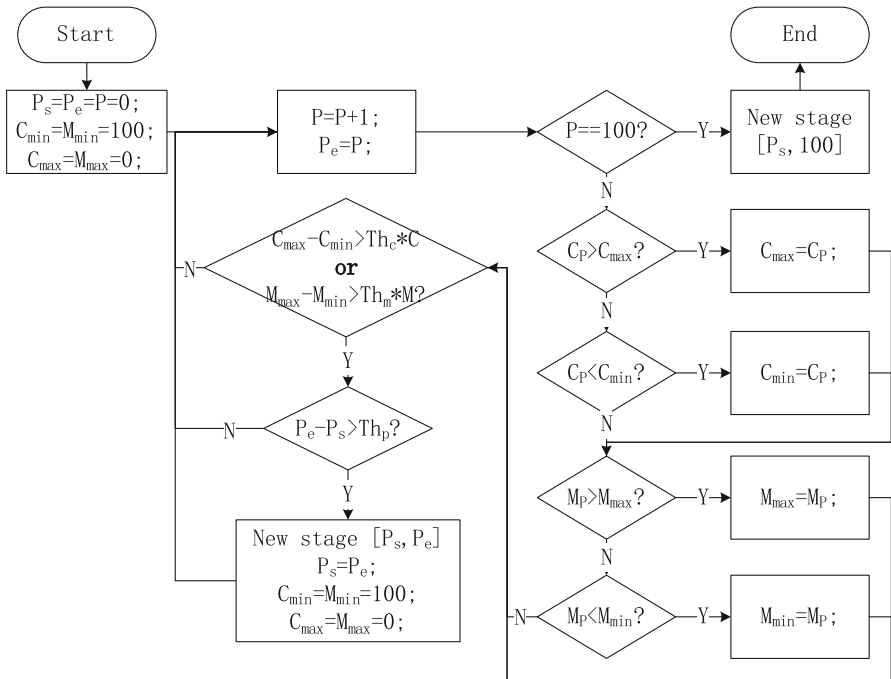 Start
P_s=P_e=P=0;
C_min=M_min=100;
C_max=M_max=0;
P=P+1;
P_e=P;
P==100?
Y
New stage
[P_s,100]
End
N
C_P>C_max?
Y
C_max=C_P;
N
C_P<C_min?
Y
C_min=C_P;
N
M_P>M_max?
Y
M_max=M_P;
N
M_P<M_min?
Y
M_min=M_P;
N
C_max-C_min>Th_c*C
or
M_max-M_min>Th_m*M?
N
Y
P_e-P_s>Th_p?
N
Y
New stage [P_s,P_e]
P_s=P_e;
C_min=M_min=100;
C_max=M_max=0;